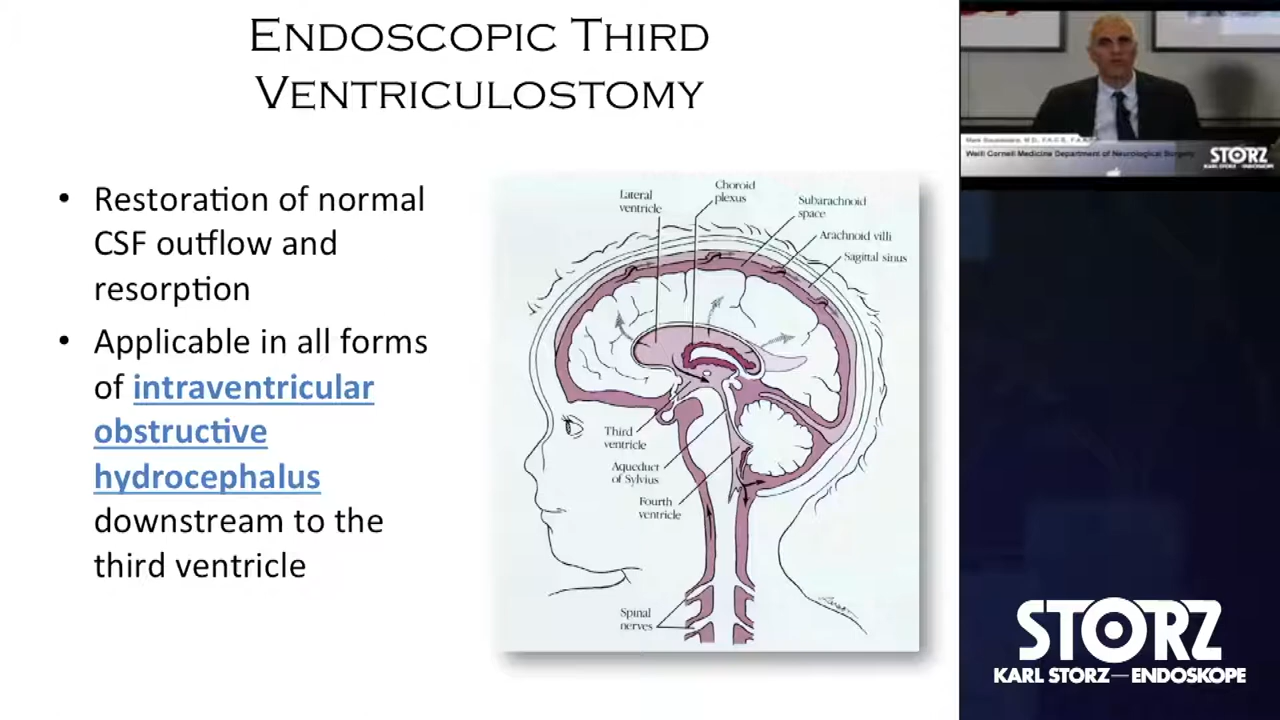 ENDOSCOPIC THIRD
VENTRICULOSTOMY
• Restoration of normal
CSF outflow and
resorption
• Applicable in all forms
of intraventricular
obstructive
hydrocephalus
downstream to the
third ventricle
Lateral
ventricle
Choroid
plexus
Subarachnoid
space
Arachnoid villi
Sagittal sinus
Third
ventricle
Aqueduct
of Sylvius
Fourth
ventricle
Spinal
nerves
Weill Cornell Medicine Department of Neurological Surgery
STORZ
STORZ
KARL STORZ—ENDOSKOPE